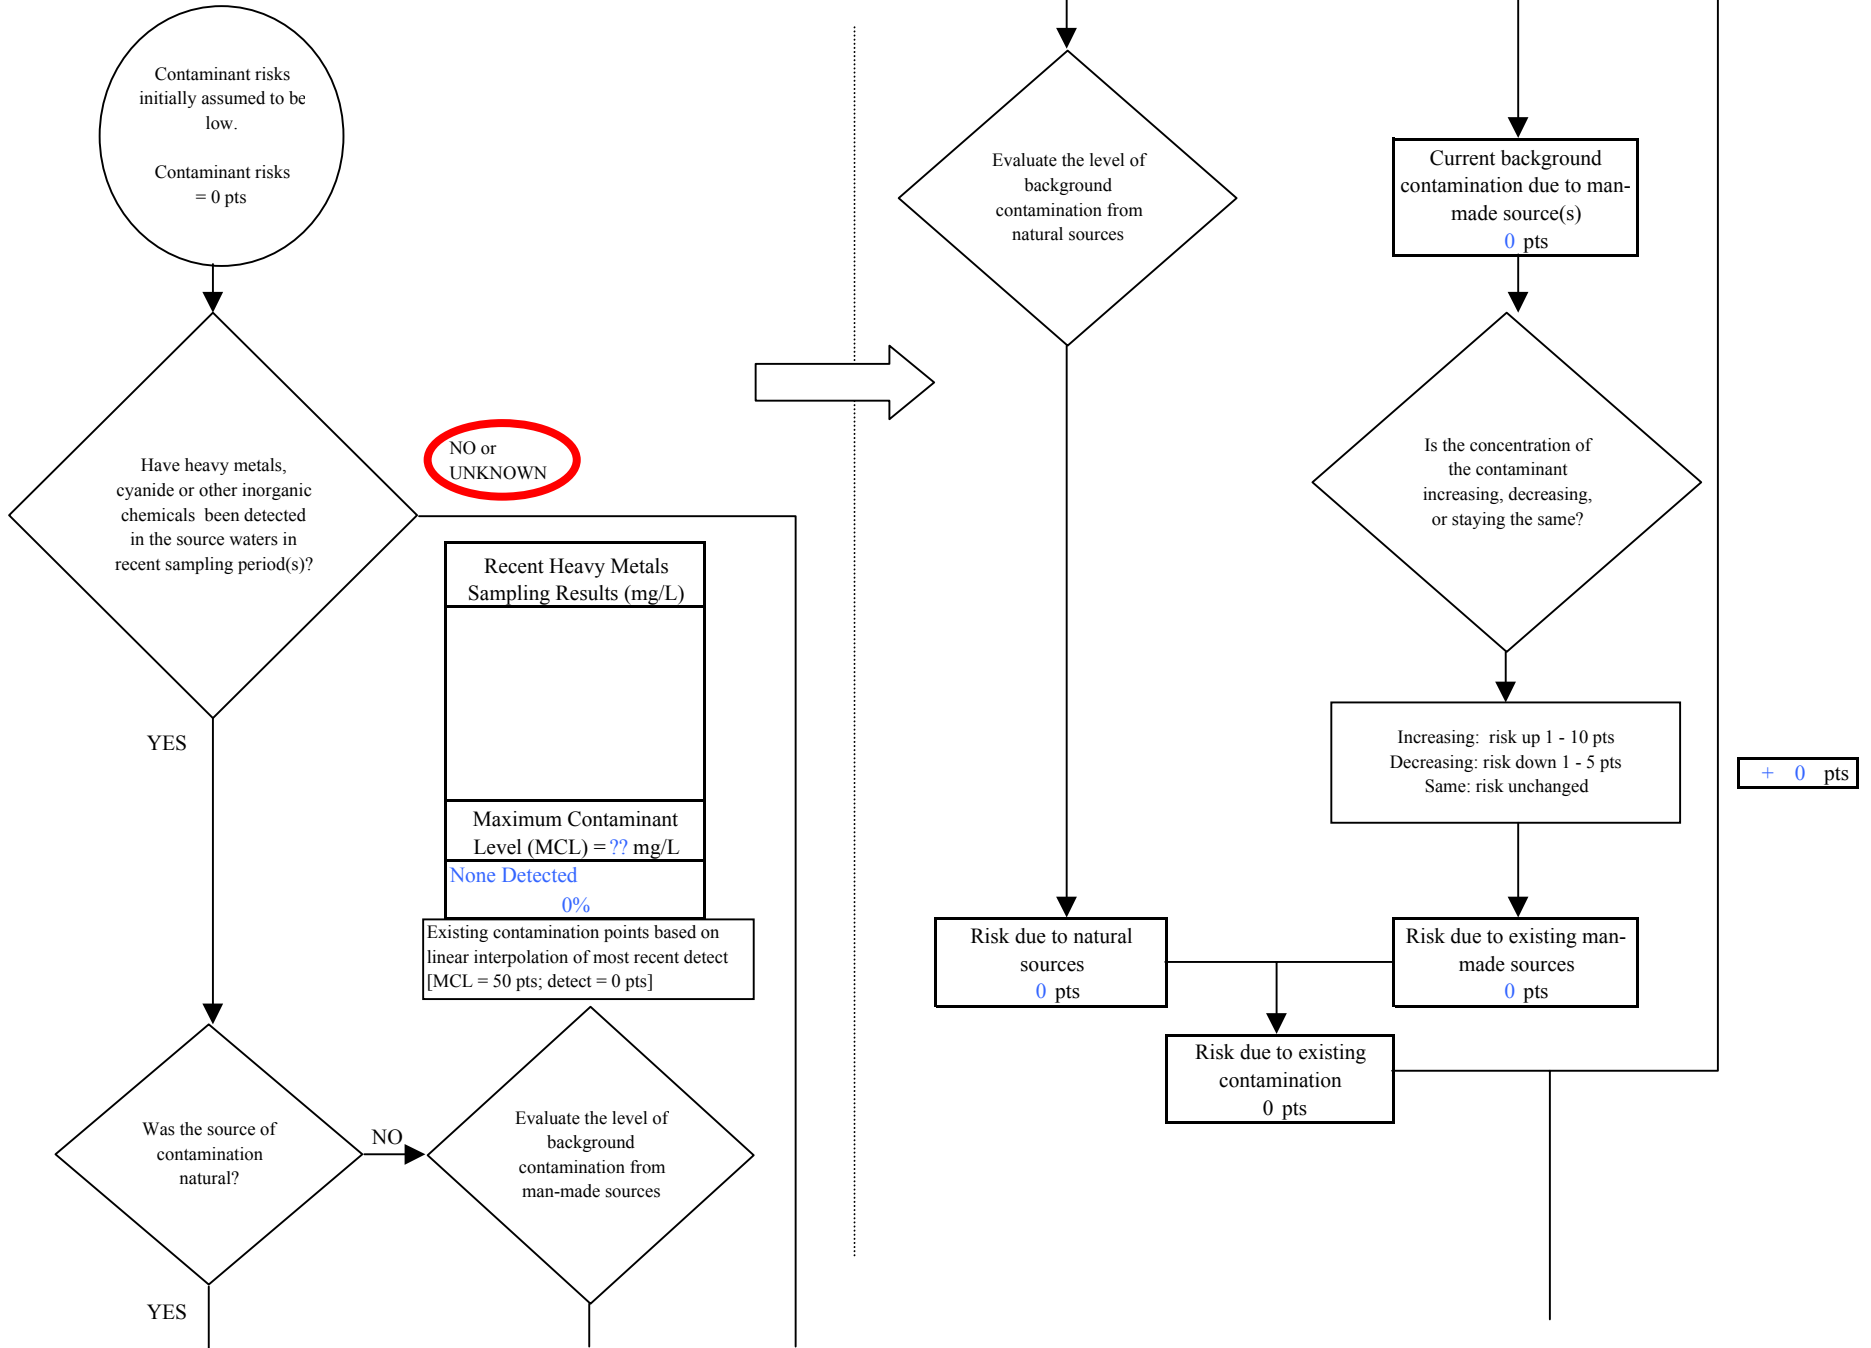 Contaminant risks
initially assumed to be
low.
Contaminant risks
= 0 pts
Have heavy metals,
cyanide or other inorganic
chemicals been detected
in the source waters in
recent sampling period(s)?
NO or
UNKNOWN
YES
Recent Heavy Metals
Sampling Results (mg/L)
Maximum Contaminant
Level (MCL) = ?? mg/L
None Detected
0%
Existing contamination points based on
linear interpolation of most recent detect
[MCL = 50 pts; detect = 0 pts]
Was the source of
contamination
natural?
NO
Evaluate the level of
background
contamination from
man-made sources
YES
Evaluate the level of
background
contamination from
natural sources
Current background
contamination due to man-
made source(s)
0 pts
Is the concentration of
the contaminant
increasing, decreasing,
or staying the same?
Increasing: risk up 1 - 10 pts
Decreasing: risk down 1 - 5 pts
Same: risk unchanged
+ 0 pts
Risk due to natural
sources
0 pts
Risk due to existing man-
made sources
0 pts
Risk due to existing
contamination
0 pts